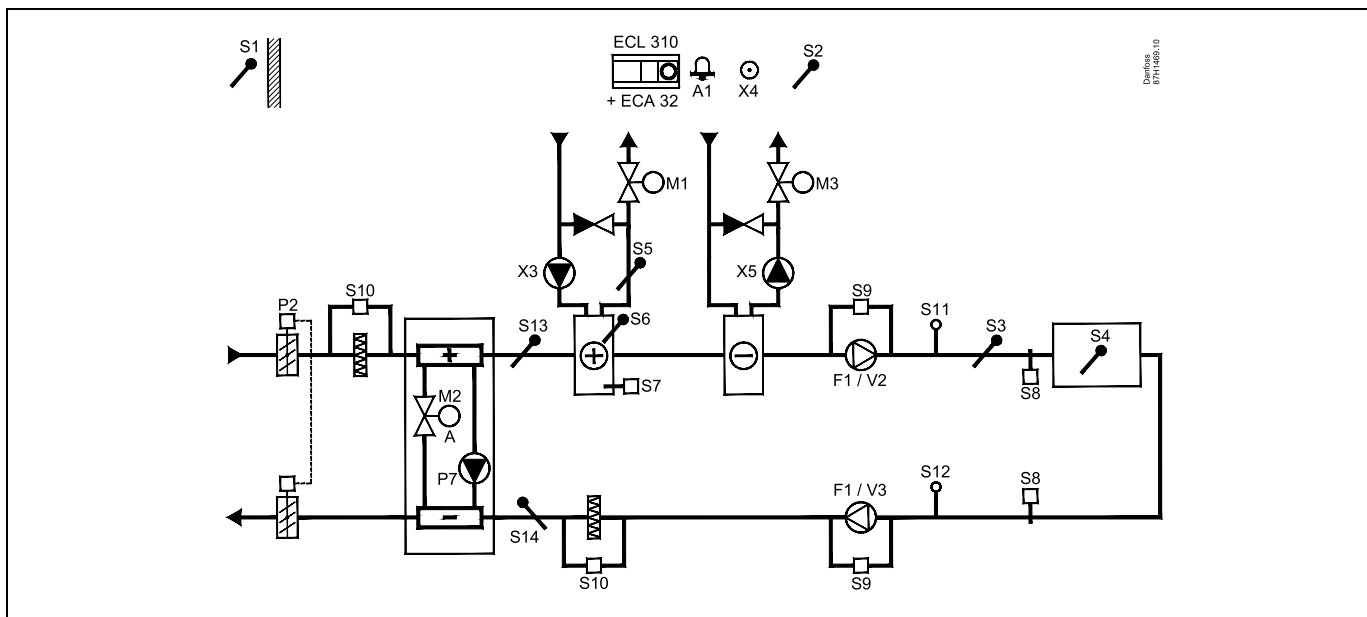 S1
ECL 310
S2
+ ECA 32
A1
X4
Danfoss
87H1469.10
M1
M3
S5
X3
X5
P2
S10
S13
S6
S9
S11
S3
S4
S7
F1 / V2
S8
M2
A
P7
S14
S10
F1 / V3
S12
S8
S9